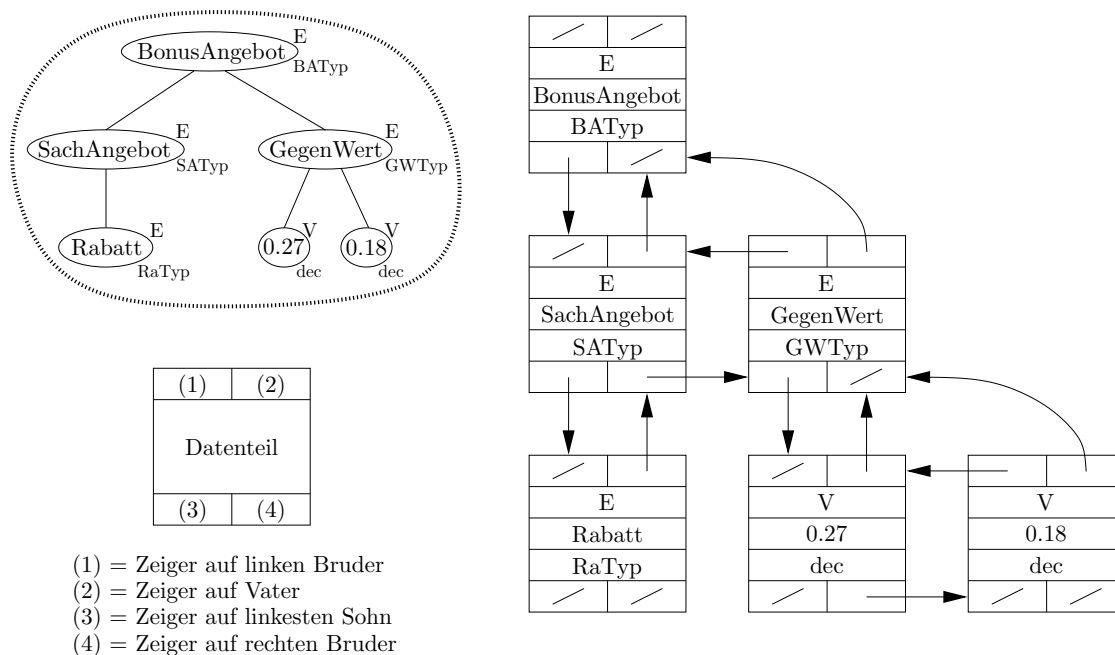 E
BonusAngebot
BATyp
E
SachAngebot
SATyp
E
GegenWert
GWTyp
E
Rabatt
RaTyp
V
0.27
dec
V
0.18
dec
(1) (2)
Datenteil
(3) (4)
(1) = Zeiger auf linken Bruder
(2) = Zeiger auf Vater
(3) = Zeiger auf linkesten Sohn
(4) = Zeiger auf rechten Bruder
E
BonusAngebot
BATyp
E
SachAngebot
SATyp
E
GegenWert
GWTyp
E
Rabatt
RaTyp
V
0.27
dec
V
0.18
dec